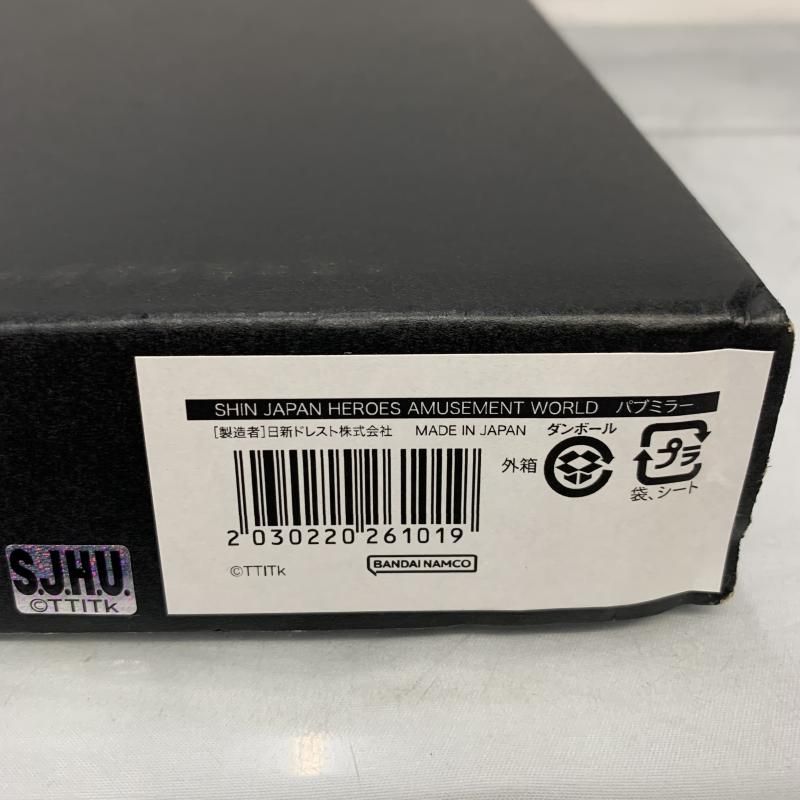 SHIN JAPAN HEROES AMUSEMENT WORLD パブミラー
[製造者]日新ドレスト株式会社 MADE IN JAPAN
ダンボール
外箱
プラ
袋、シート
2 030220 261019
©TTITk
BANDAI NAMCO
S.J.H.U.
©TTITk